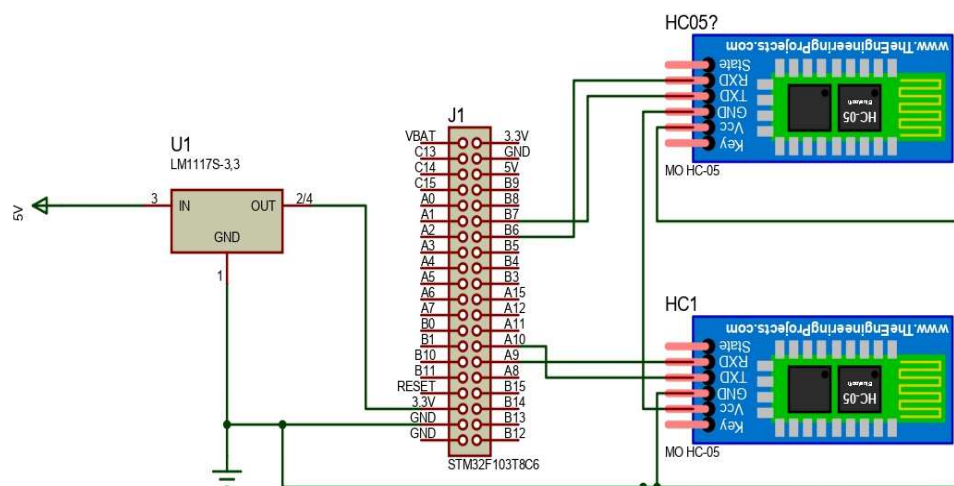 HC05?
www.TheEngineeringProjects.com
State
RXD
TXD
GND
Vcc
Key
HC-05
Bluetooth
MO HC-05
J1
VBAT
C13
C14
C15
A0
A1
A2
A3
A4
A5
A6
A7
B0
B1
B10
B11
RESET
3.3V
GND
GND
3.3V
GND
5V
B9
B8
B7
B6
B5
B4
B3
A15
A12
A11
A10
A9
A8
B15
B14
B13
B12
STM32F103T8C6
U1
LM1117S-3,3
5V
3
IN
OUT
2/4
GND
1
HC1
www.TheEngineeringProjects.com
State
RXD
TXD
GND
Vcc
Key
HC-05
Bluetooth
MO HC-05